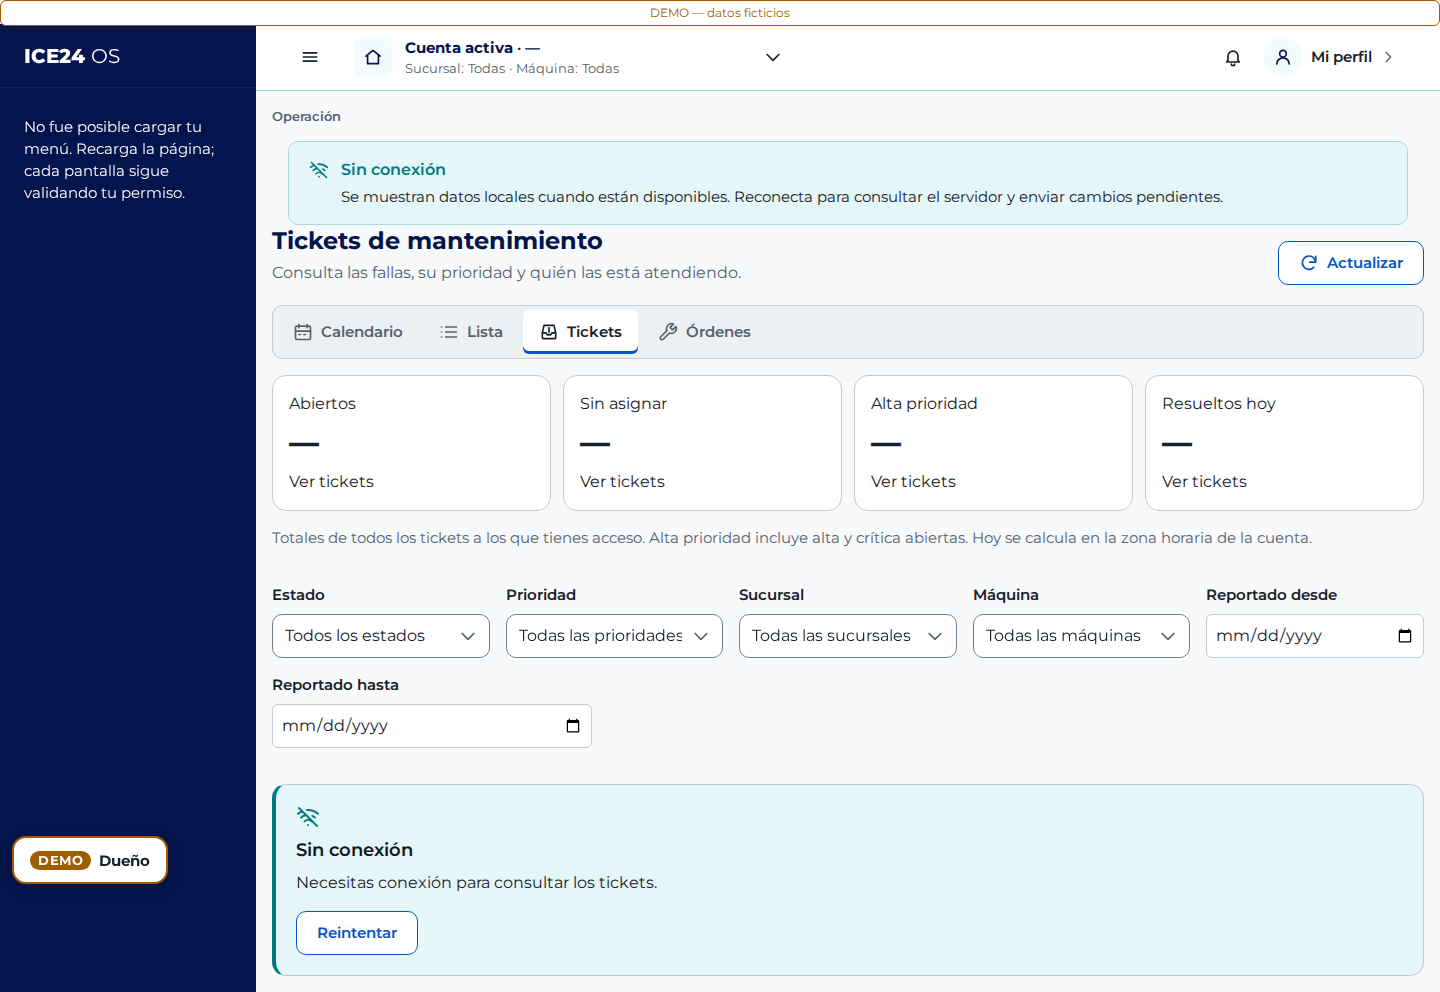 DEMO — datos ficticios
ICE24 OS
No fue posible cargar tu
menú. Recarga la página;
cada pantalla sigue
validando tu permiso.
DEMO Dueño
Cuenta activa · —
Sucursal: Todas · Máquina: Todas
Mi perfil
Operación
Sin conexión
Se muestran datos locales cuando están disponibles. Reconecta para consultar el servidor y enviar cambios pendientes.
Tickets de mantenimiento
Consulta las fallas, su prioridad y quién las está atendiendo.
Actualizar
Calendario Lista Tickets Órdenes
Abiertos
—
Ver tickets
Sin asignar
—
Ver tickets
Alta prioridad
—
Ver tickets
Resueltos hoy
—
Ver tickets
Totales de todos los tickets a los que tienes acceso. Alta prioridad incluye alta y crítica abiertas. Hoy se calcula en la zona horaria de la cuenta.
Estado
Todos los estados
Prioridad
Todas las prioridades
Sucursal
Todas las sucursales
Máquina
Todas las máquinas
Reportado desde
mm/dd/yyyy
Reportado hasta
mm/dd/yyyy
Sin conexión
Necesitas conexión para consultar los tickets.
Reintentar